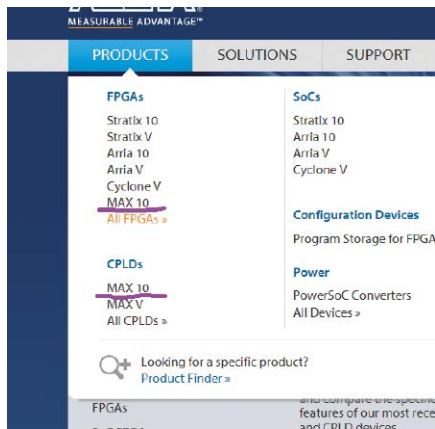 MEASURABLE ADVANTAGE™
PRODUCTS
SOLUTIONS
SUPPORT
FPGAs
Stratix 10
Stratix V
Arria 10
Arria V
Cyclone V
MAX 10
All FPGAs »
CPLDs
MAX 10
MAX V
All CPLDs »
SoCs
Stratix 10
Arria 10
Arria V
Cyclone V
Configuration Devices
Program Storage for FPGA
Power
PowerSoC Converters
All Devices »
Looking for a specific product?
Product Finder »
FPGAs
and compare the specific
features of our most rece
and CPLD devices